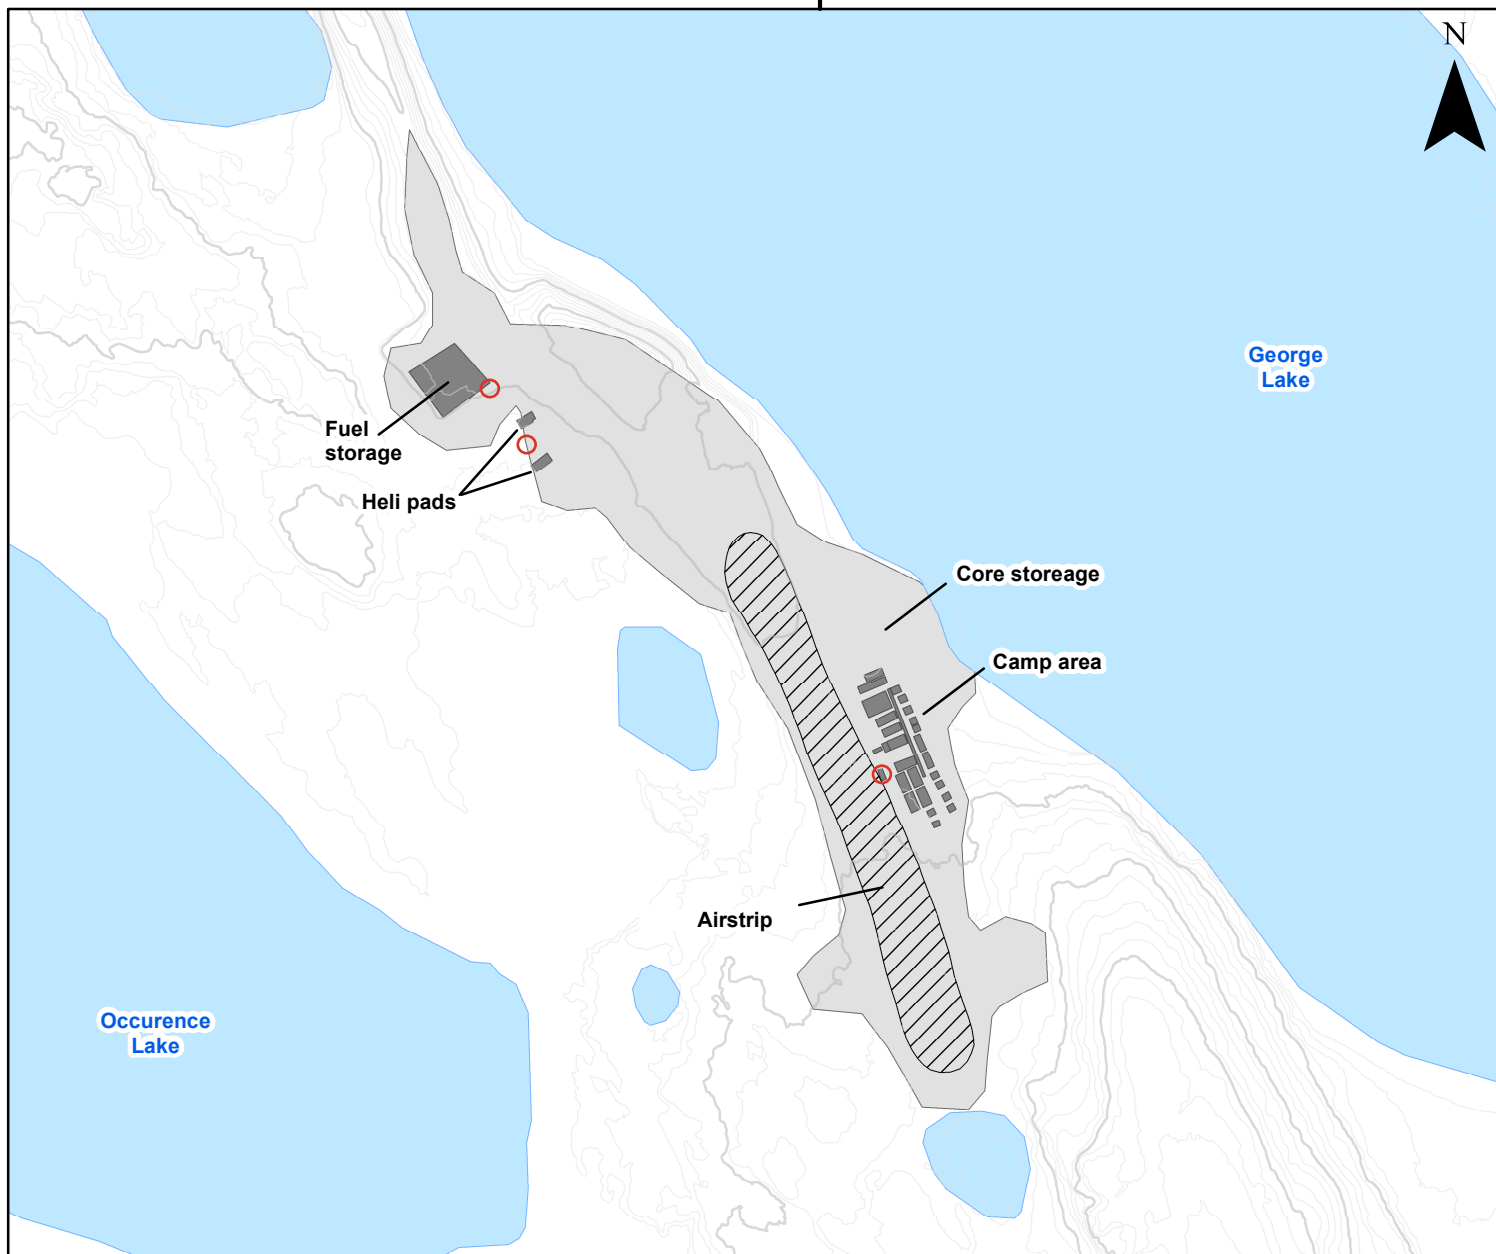 N
George
Lake
Fuel
storage
Heli pads
Core storeage
Camp area
Airstrip
Occurence
Lake